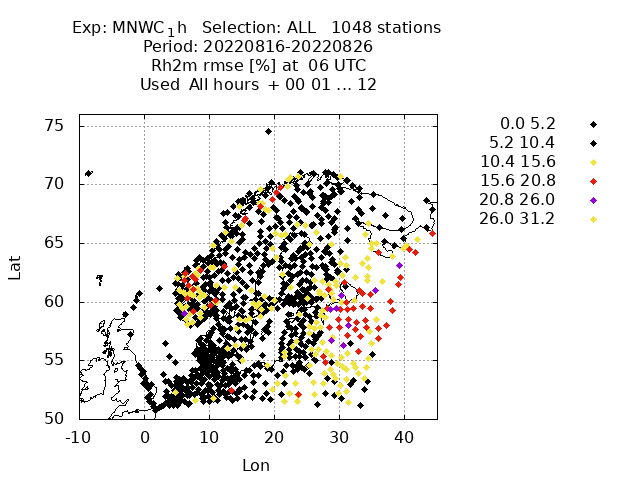 Exp: MNWC_1h Selection: ALL 1048 stations
Period: 20220816-20220826
Rh2m rmse [%] at 06 UTC
Used All hours + 00 01 ... 12
0.0 5.2
5.2 10.4
10.4 15.6
15.6 20.8
20.8 26.0
26.0 31.2
75
70
65
60
55
50
Lat
-10 0 10 20 30 40
Lon